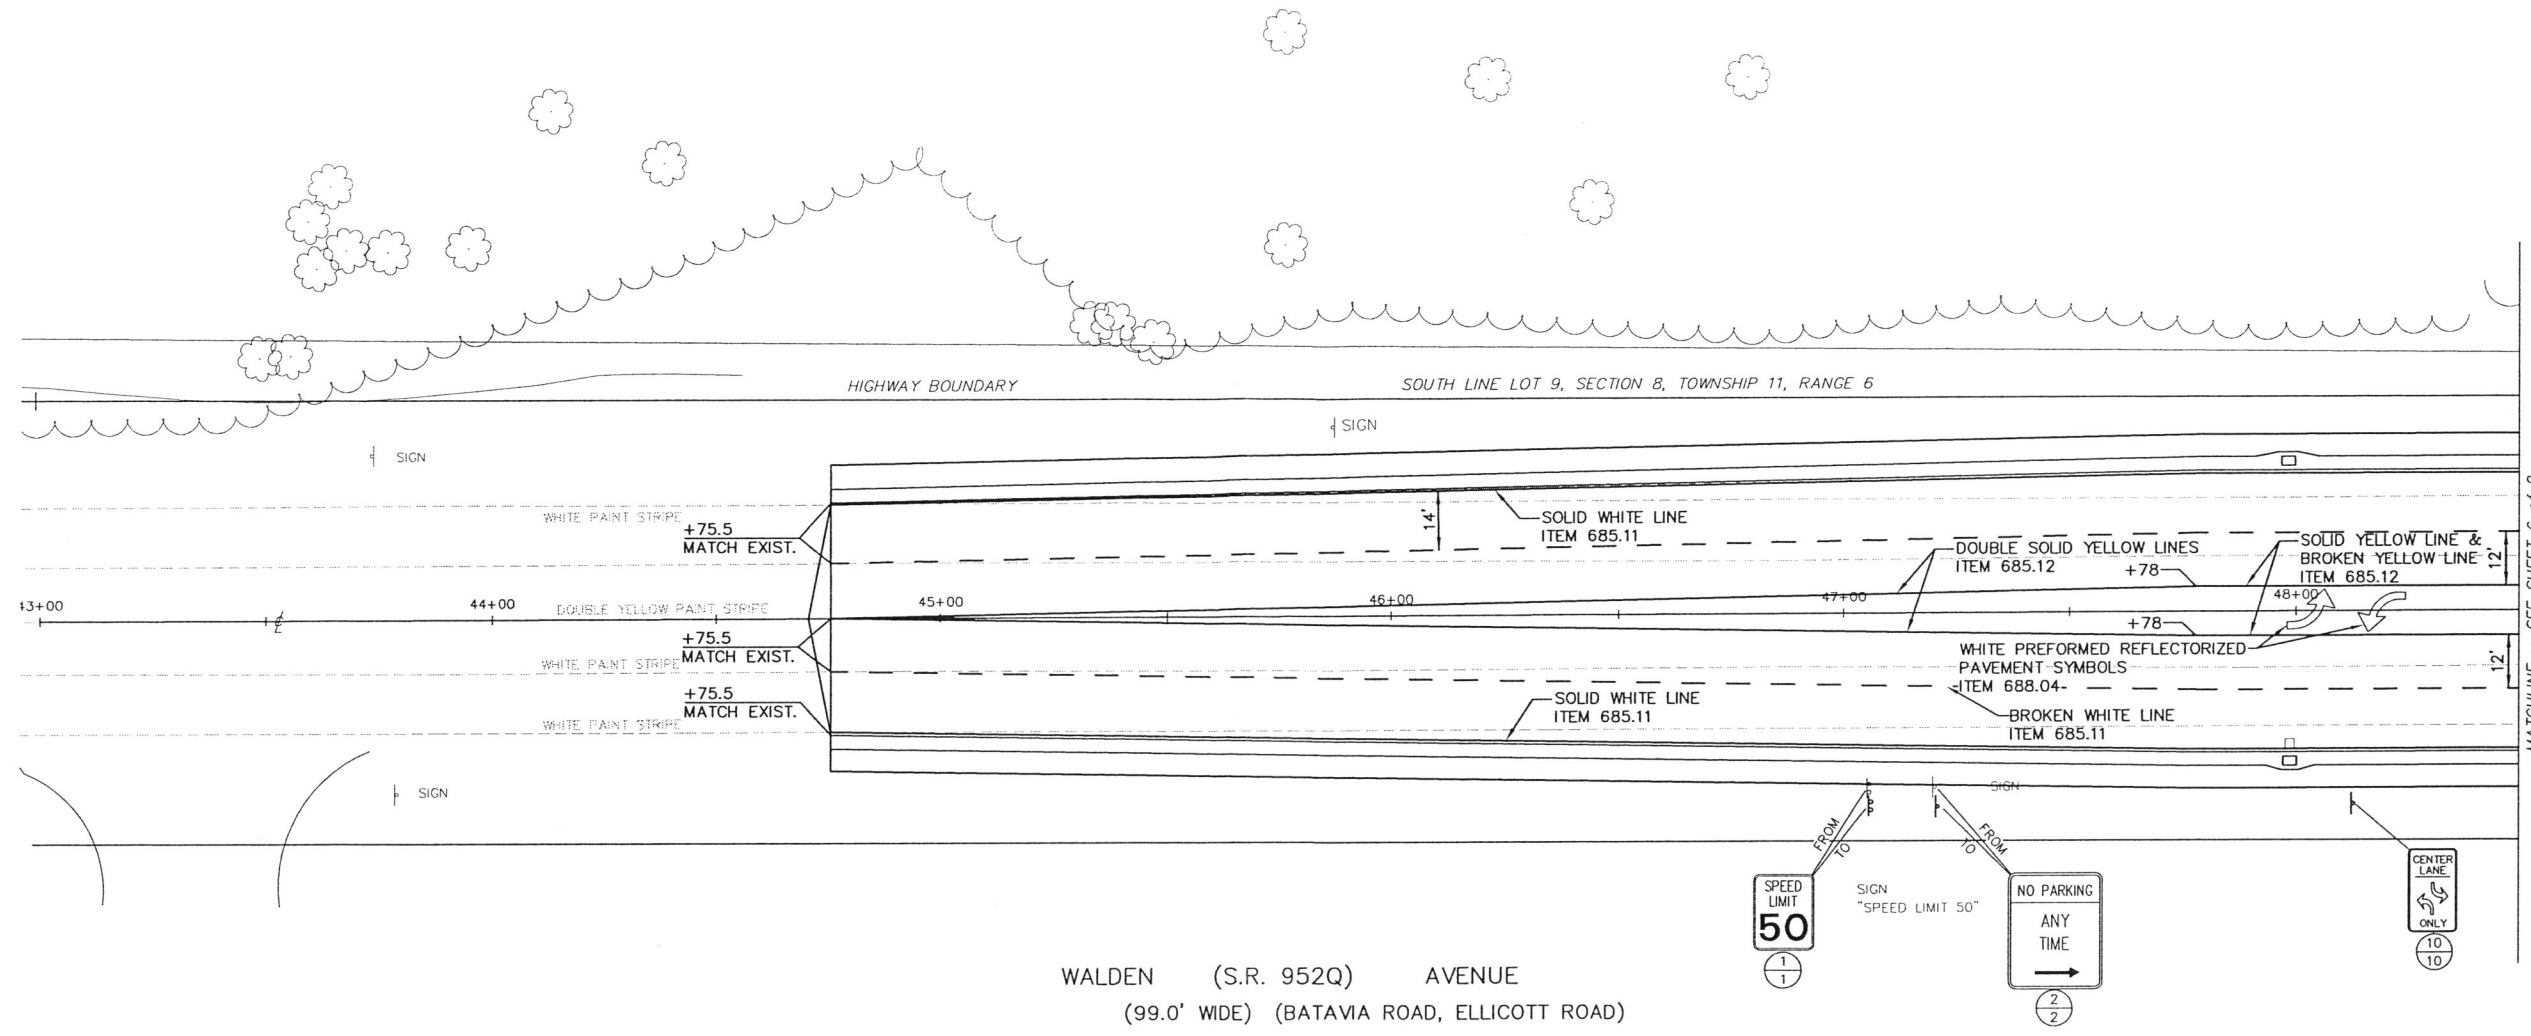 HIGHWAY BOUNDARY
SOUTH LINE LOT 9, SECTION 8, TOWNSHIP 11, RANGE 6
SIGN
SIGN
WHITE PAINT STRIPE
+75.5
MATCH EXIST.
14'
SOLID WHITE LINE
ITEM 685.11
DOUBLE SOLID YELLOW LINES
ITEM 685.12
+78
SOLID YELLOW LINE &
BROKEN YELLOW LINE
ITEM 685.12
12'
43+00
44+00
DOUBLE YELLOW PAINT STRIPE
45+00
46+00
47+00
48+00
+75.5
MATCH EXIST.
+78
WHITE PREFORMED REFLECTORIZED
PAVEMENT SYMBOLS
ITEM 688.04
12'
WHITE PAINT STRIPE
+75.5
MATCH EXIST.
WHITE PAINT STRIPE
SOLID WHITE LINE
ITEM 685.11
BROKEN WHITE LINE
ITEM 685.11
MATCHLINE
SEE SHEET
SIGN
SIGN
FROM
TO
FROM
TO
SPEED
LIMIT
50
1
1
SIGN
"SPEED LIMIT 50"
NO PARKING
ANY
TIME
2
2
CENTER
LANE
ONLY
10
10
WALDEN (S.R. 952Q) AVENUE
(99.0' WIDE) (BATAVIA ROAD, ELLICOTT ROAD)